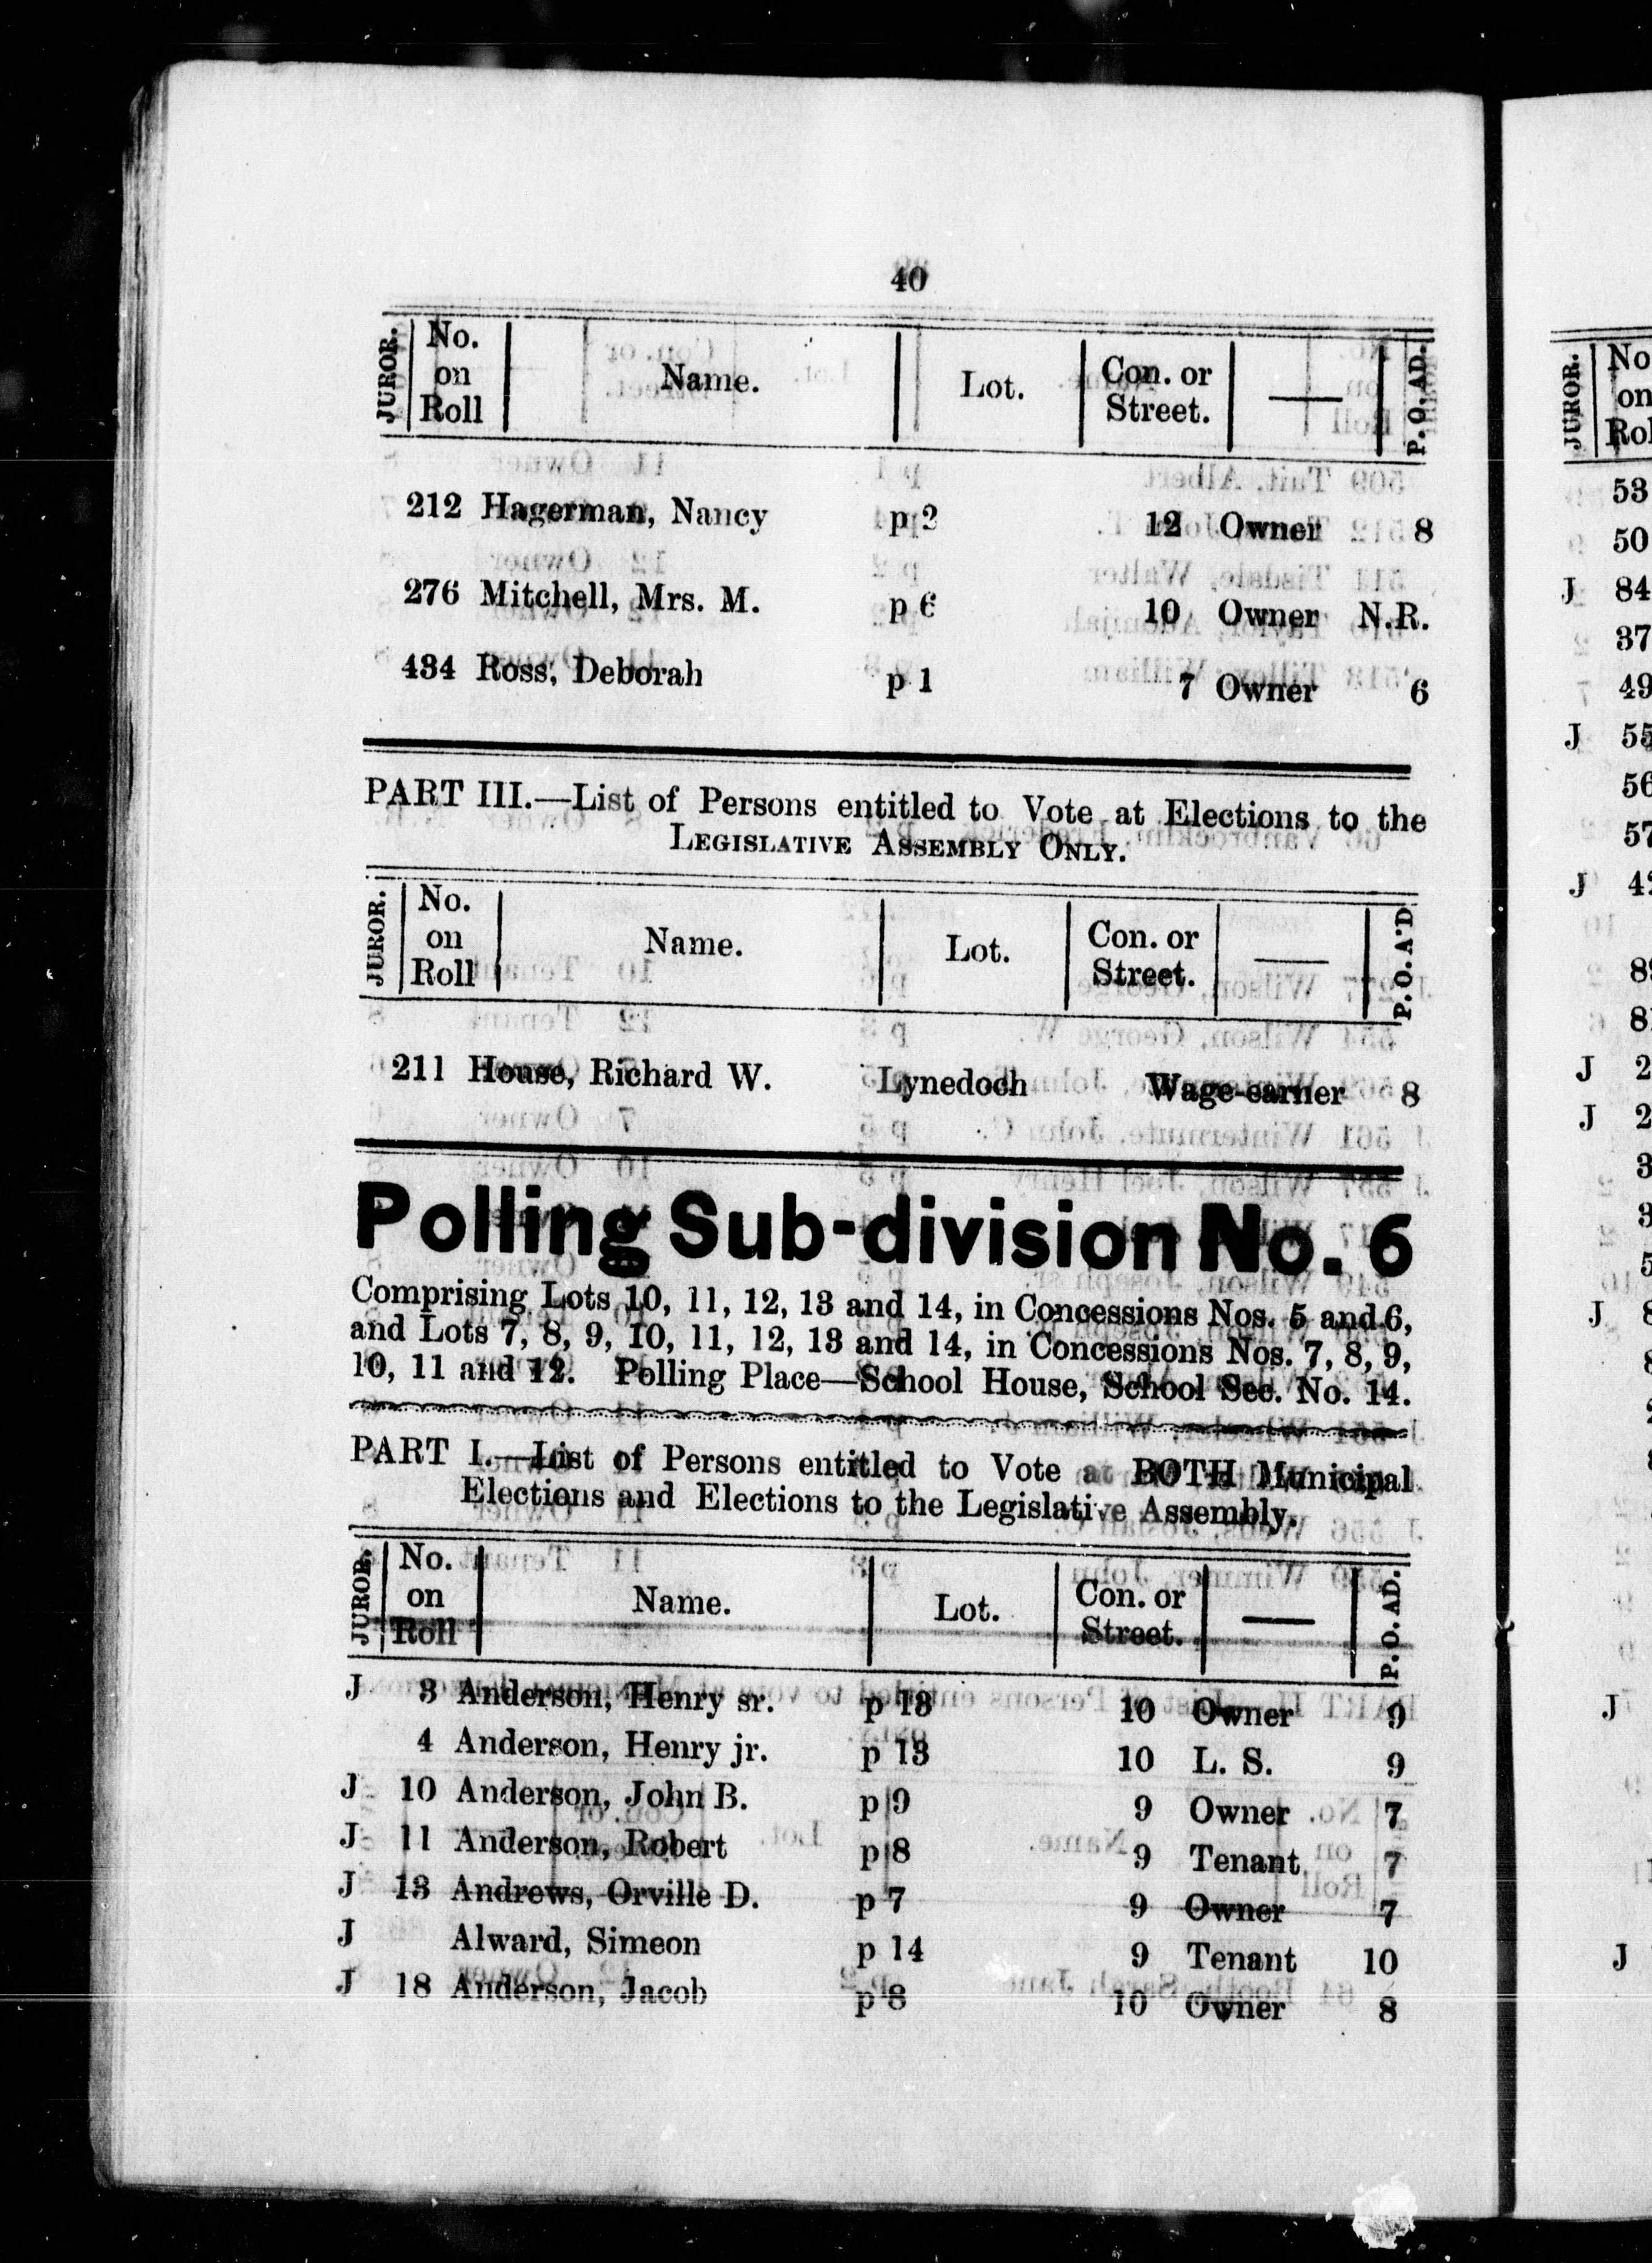 40
JUROR. No. on Roll Name. Lot. Con. or Street. — P. O. AD.
212 Hagerman, Nancy p 2 12 Owner 8
276 Mitchell, Mrs. M. p 6 10 Owner N.R.
434 Ross, Deborah p 1 7 Owner 6
PART III.—List of Persons entitled to Vote at Elections to the
LEGISLATIVE ASSEMBLY ONLY.
JUROR. No. on Roll Name. Lot. Con. or Street. — P. O. A'D
211 House, Richard W. Lynedoch Wage-earner 8
Polling Sub-division No. 6
Comprising Lots 10, 11, 12, 13 and 14, in Concessions Nos. 5 and 6,
and Lots 7, 8, 9, 10, 11, 12, 13 and 14, in Concessions Nos. 7, 8, 9,
10, 11 and 12. Polling Place—School House, School Sec. No. 14.
PART I.—List of Persons entitled to Vote at BOTH Municipal
Elections and Elections to the Legislative Assembly.
JUROR. No. on Roll Name. Lot. Con. or Street. — P. O. AD.
J 3 Anderson, Henry sr. p 13 10 Owner 9
4 Anderson, Henry jr. p 13 10 L. S. 9
J 10 Anderson, John B. p 9 9 Owner 7
J 11 Anderson, Robert p 8 9 Tenant 7
J 13 Andrews, Orville D. p 7 9 Owner 7
J Alward, Simeon p 14 9 Tenant 10
J 18 Anderson, Jacob p 8 10 Owner 8